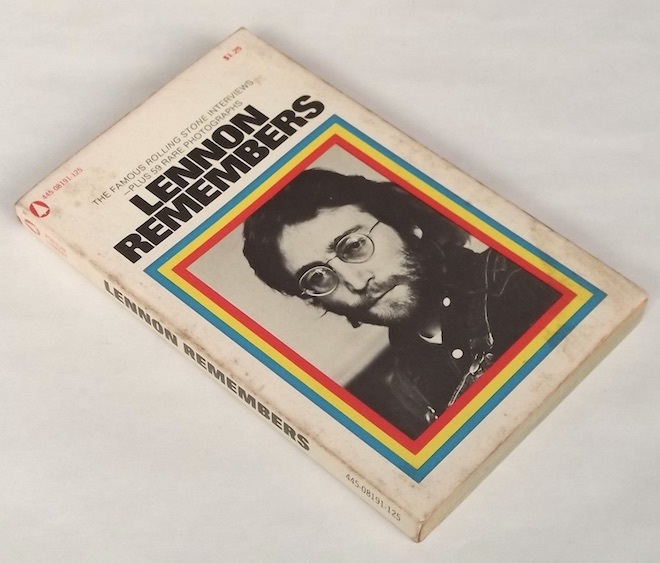 $1.25
THE FAMOUS ROLLING STONE INTERVIEWS
—PLUS 59 RARE PHOTOGRAPHS
LENNON
REMEMBERS
445-08191-125
LENNON REMEMBERS
445-08191-125